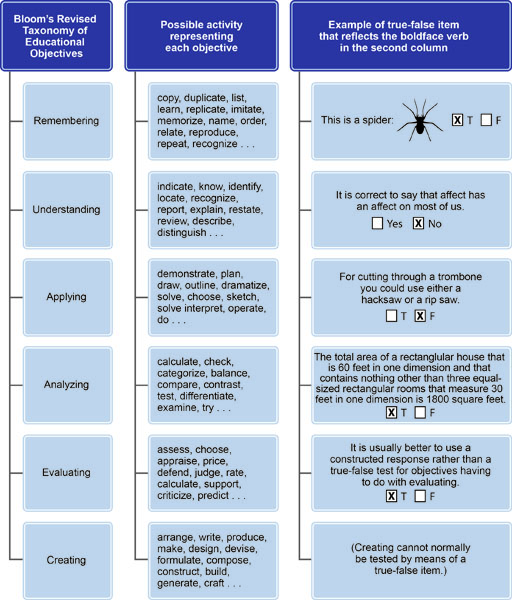 Bloom's Revised
Taxonomy of
Educational
Objectives
Possible activity
representing
each objective
Example of true-false item
that reflects the boldface verb
in the second column
Remembering
copy, duplicate, list,
learn, replicate, imitate,
memorize, name, order,
relate, reproduce,
repeat, recognize . . .
This is a spider:
X T F
Understanding
indicate, know, identify,
locate, recognize,
report, explain, restate,
review, describe,
distinguish . . .
It is correct to say that affect has
an affect on most of us.
Yes X No
Applying
demonstrate, plan,
draw, outline, dramatize,
solve, choose, sketch,
solve interpret, operate,
do . . .
For cutting through a trombone
you could use either a
hacksaw or a rip saw.
T X F
Analyzing
calculate, check,
categorize, balance,
compare, contrast,
test, differentiate,
examine, try . . .
The total area of a rectanglular house that
is 60 feet in one dimension and that
contains nothing other than three equal-
sized rectangular rooms that measure 30
feet in one dimension is 1800 square feet.
X T F
Evaluating
assess, choose,
appraise, price,
defend, judge, rate,
calculate, support,
criticize, predict . . .
It is usually better to use a
constructed response rather than a
true-false test for objectives having
to do with evaluating.
X T F
Creating
arrange, write, produce,
make, design, devise,
formulate, compose,
construct, build,
generate, craft . . .
(Creating cannot normally
be tested by means of a
true-false item.)